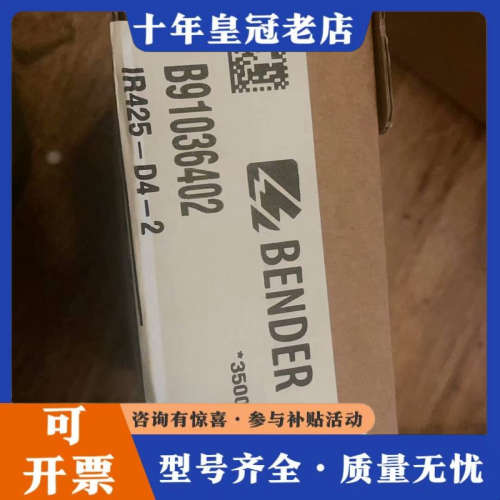 十年皇冠老店
IR425-D4-2
B91036402
BENDER
*3500
咨询有惊喜·参与补贴活动
可开票
型号齐全·质量无忧